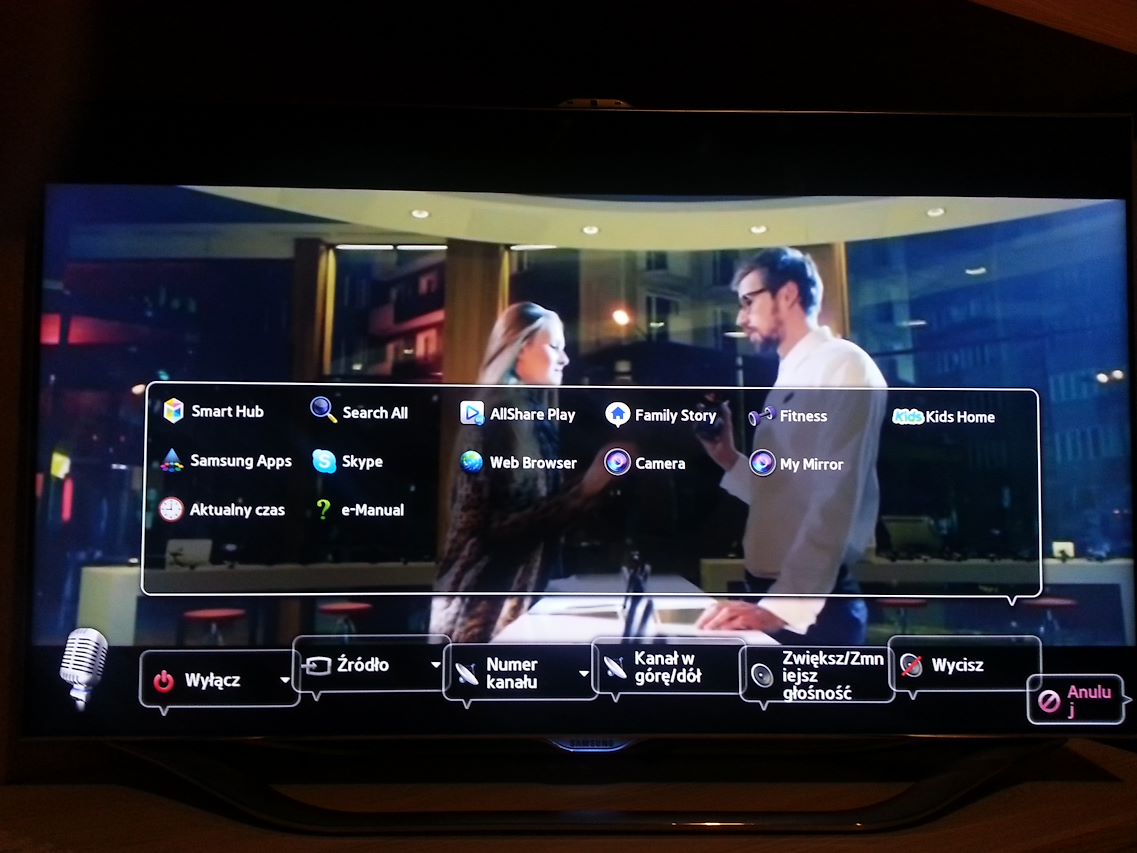 Smart Hub
Search All
AllShare Play
Family Story
Fitness
Kids Kids Home
Samsung Apps
Skype
Web Browser
Camera
My Mirror
Aktualny czas
e-Manual
Wyłącz
Źródło
Numer
kanału
Kanał w
górę/dół
Zwiększ/Zmn
iejsz
głośność
Wycisz
Anulu
j
SAMSUNG